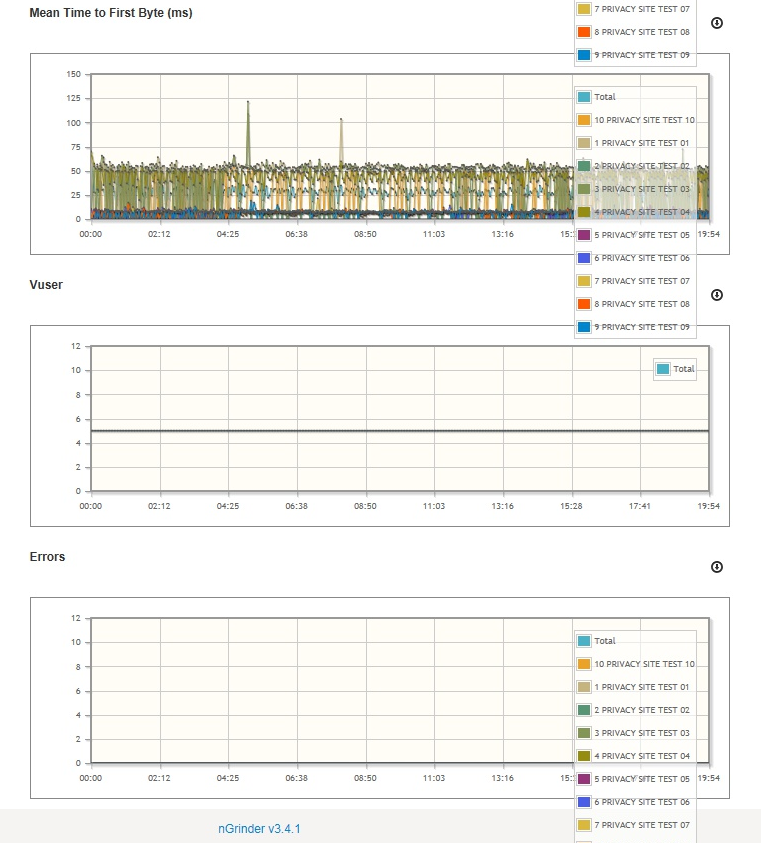 Mean Time to First Byte (ms)
7 PRIVACY SITE TEST 07
8 PRIVACY SITE TEST 08
9 PRIVACY SITE TEST 09
150
125
100
75
50
25
0
Total
10 PRIVACY SITE TEST 10
1 PRIVACY SITE TEST 01
2 PRIVACY SITE TEST 02
3 PRIVACY SITE TEST 03
4 PRIVACY SITE TEST 04
5 PRIVACY SITE TEST 05
6 PRIVACY SITE TEST 06
7 PRIVACY SITE TEST 07
8 PRIVACY SITE TEST 08
9 PRIVACY SITE TEST 09
00:00 02:12 04:25 06:38 08:50 11:03 13:16 19:54
Vuser
12
10
8
6
4
2
0
Total
00:00 02:12 04:25 06:38 08:50 11:03 13:16 15:28 17:41 19:54
Errors
12
10
8
6
4
2
0
Total
10 PRIVACY SITE TEST 10
1 PRIVACY SITE TEST 01
2 PRIVACY SITE TEST 02
3 PRIVACY SITE TEST 03
4 PRIVACY SITE TEST 04
5 PRIVACY SITE TEST 05
6 PRIVACY SITE TEST 06
7 PRIVACY SITE TEST 07
00:00 02:12 04:25 06:38 08:50 11:03 13:16 19:54
nGrinder v3.4.1